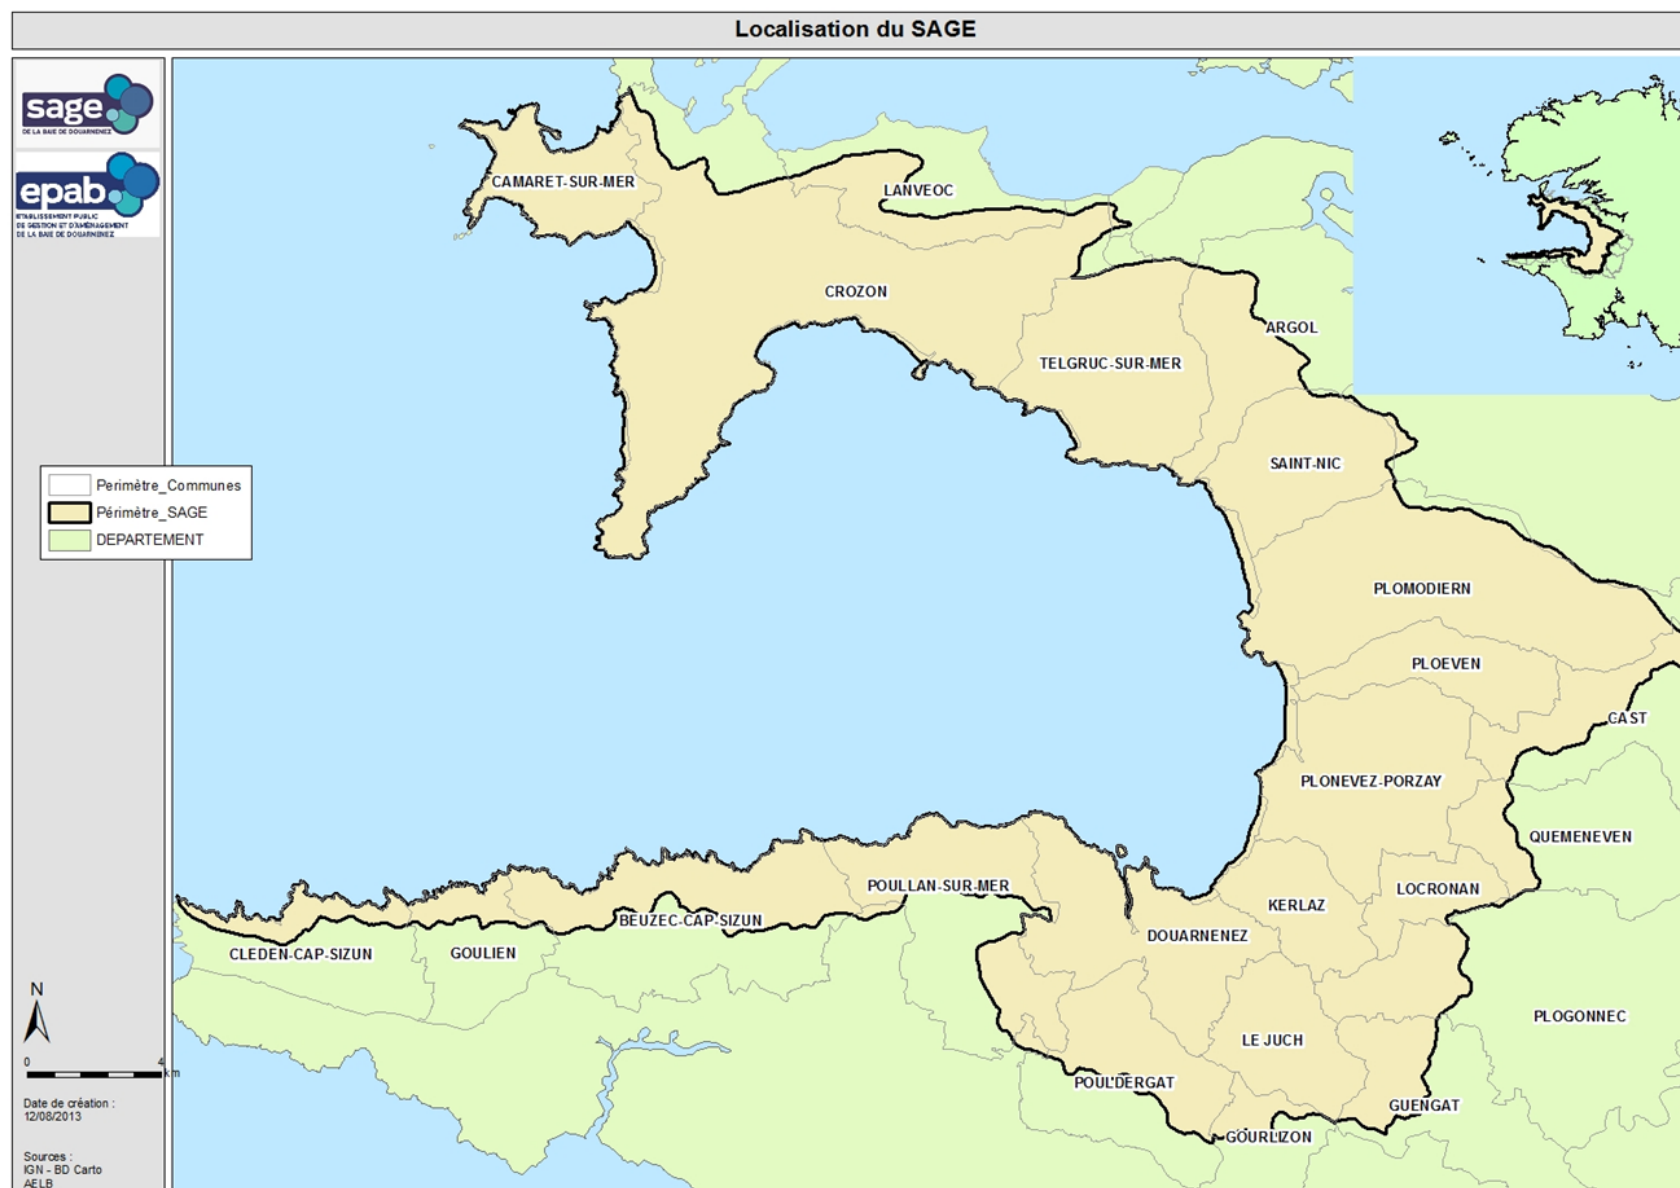 Localisation du SAGE
sage
DE LA BAIE DE DOUARNENEZ
epab
ETABLISSEMENT PUBLIC
DE GESTION ET D'AMÉNAGEMENT
DE LA BAIE DE DOUARNENEZ
CAMARET-SUR-MER
LANVEOC
CROZON
ARGOL
TELGRUC-SUR-MER
SAINT-NIC
Perimètre_Communes
Périmètre_SAGE
DEPARTEMENT
PLOMODIERN
PLOEVEN
CAST
PLONEVEZ-PORZAY
QUEMENEVEN
POULLAN-SUR-MER
LOCRONAN
KERLAZ
BEUZEC-CAP-SIZUN
DOUARNENEZ
CLEDEN-CAP-SIZUN
GOULIEN
PLOGONNEC
LE JUCH
POULDERGAT
GUENGAT
GOURLIZON
N
0 4
km
Date de création :
12/08/2013
Sources :
IGN - BD Carto
AELB